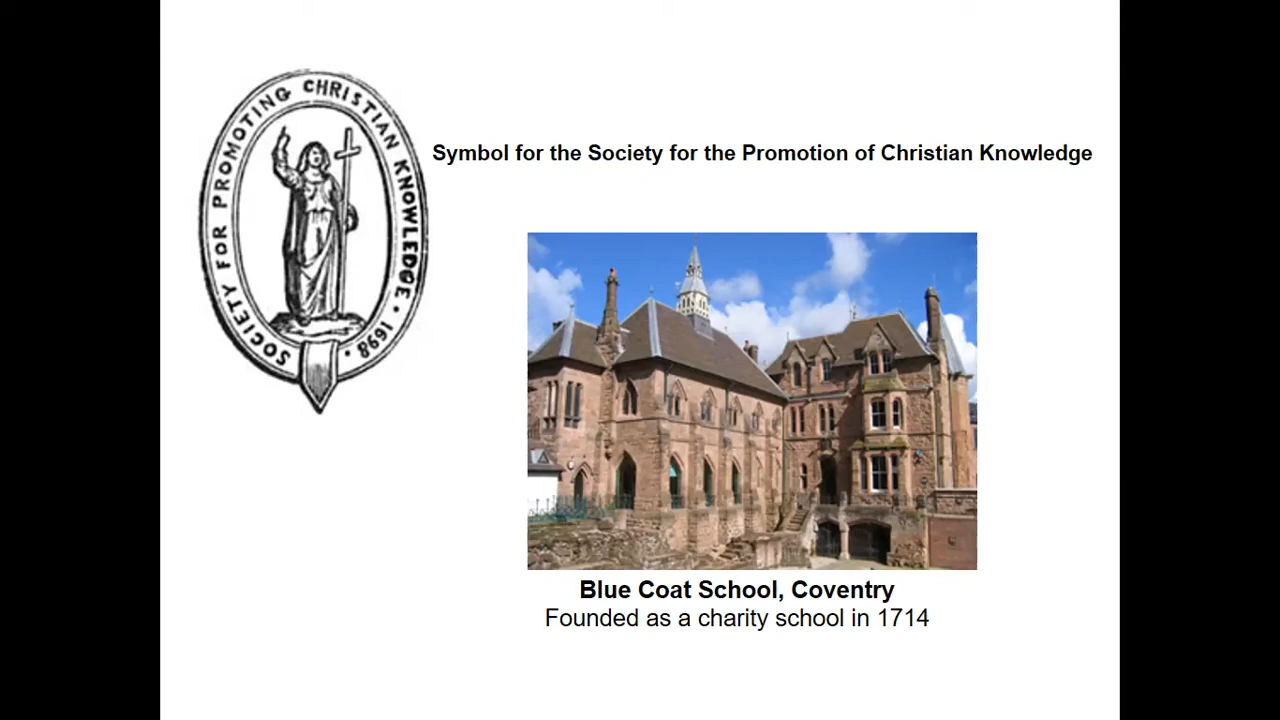 SOCIETY FOR PROMOTING CHRISTIAN KNOWLEDGE · 1698 ·
Symbol for the Society for the Promotion of Christian Knowledge
Blue Coat School, Coventry
Founded as a charity school in 1714